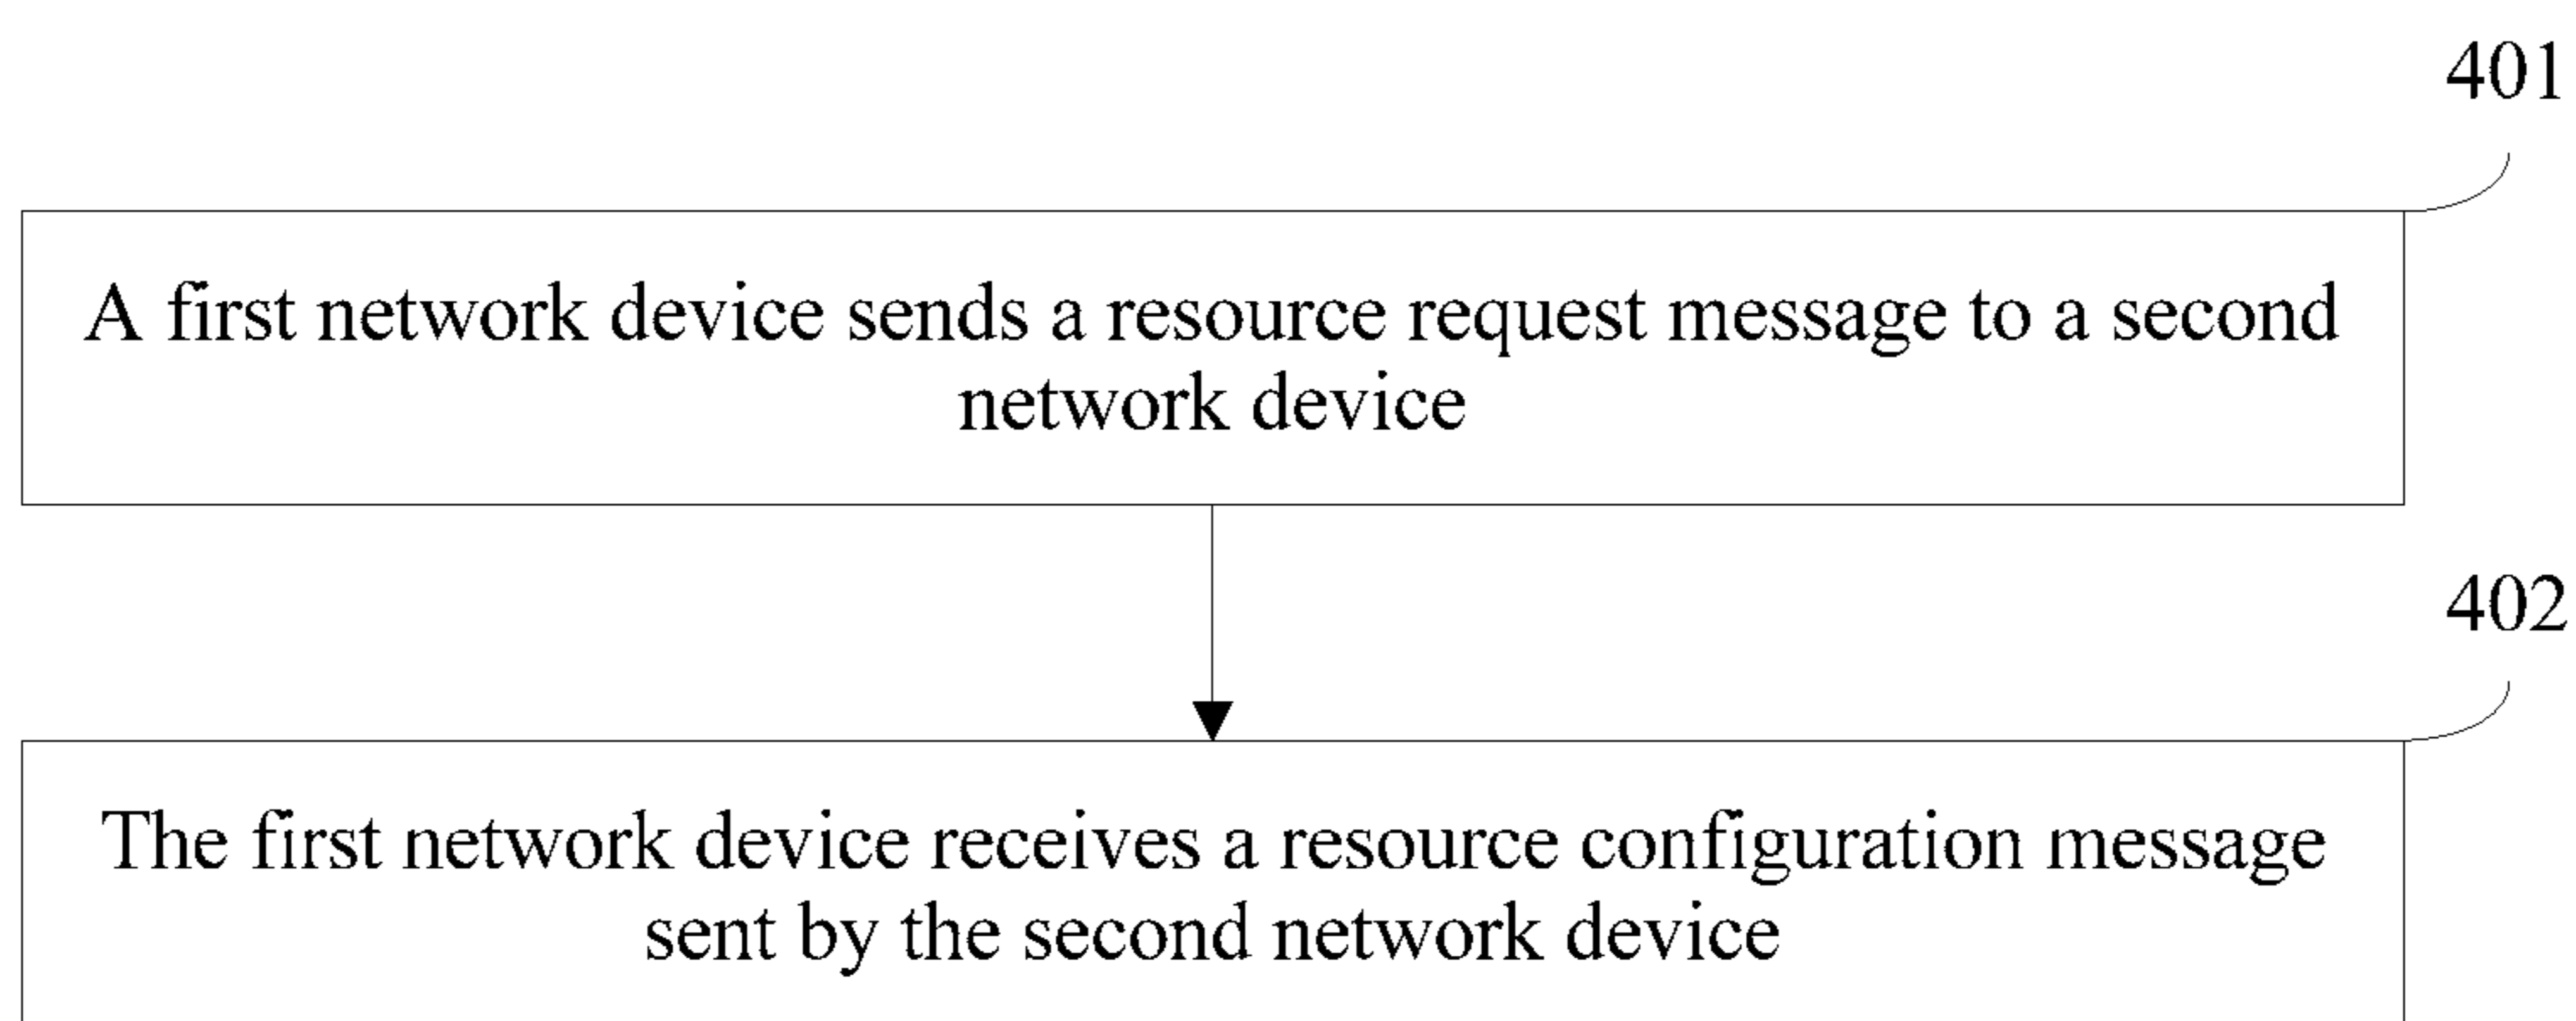 401
A first network device sends a resource request message to a second
network device
402
The first network device receives a resource configuration message
sent by the second network device